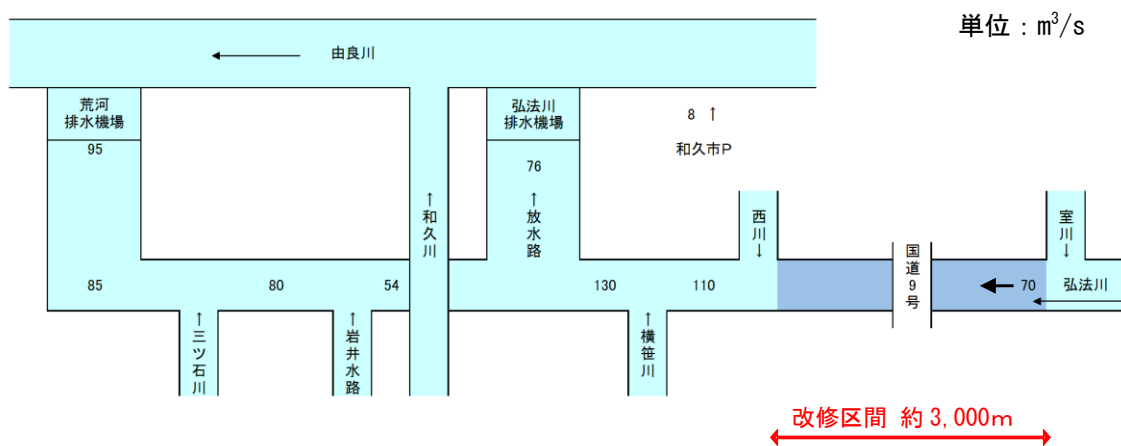 単位：m³/s
由良川
荒河
排水機場
95
弘法川
排水機場
76
8 ↑
和久市P
↑和久川
↑放水路
西川↓
国道9号
室川↓
85
80
54
130
110
70
弘法川
↑三ツ石川
↑岩井水路
↑横笹川
改修区間 約3,000m